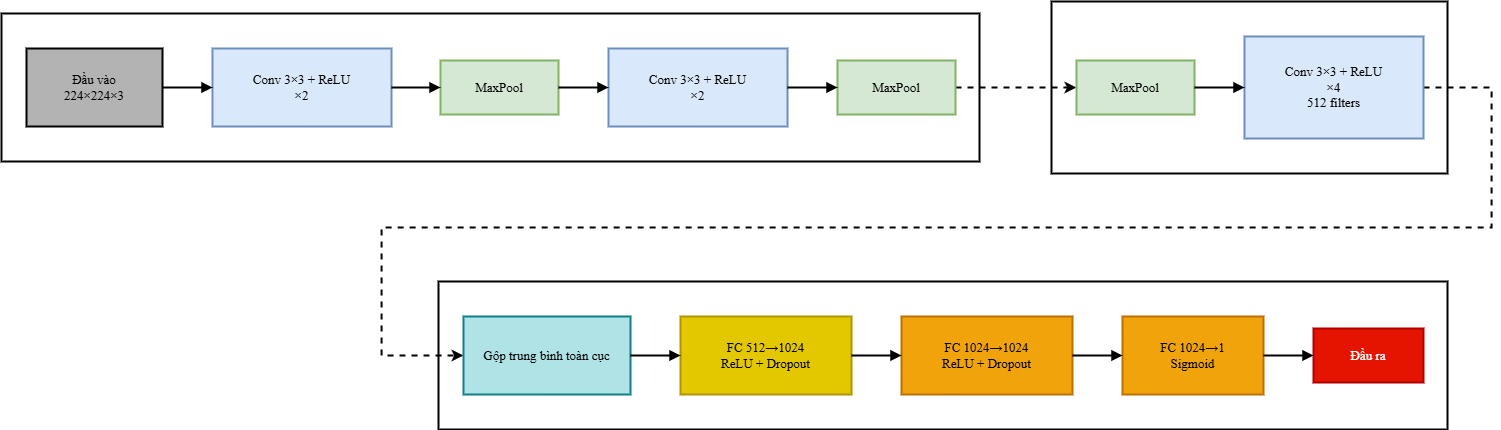 Đầu vào
224×224×3
Conv 3×3 + ReLU
×2
MaxPool
Conv 3×3 + ReLU
×2
MaxPool
MaxPool
Conv 3×3 + ReLU
×4
512 filters
Gộp trung bình toàn cục
FC 512→1024
ReLU + Dropout
FC 1024→1024
ReLU + Dropout
FC 1024→1
Sigmoid
Đầu ra